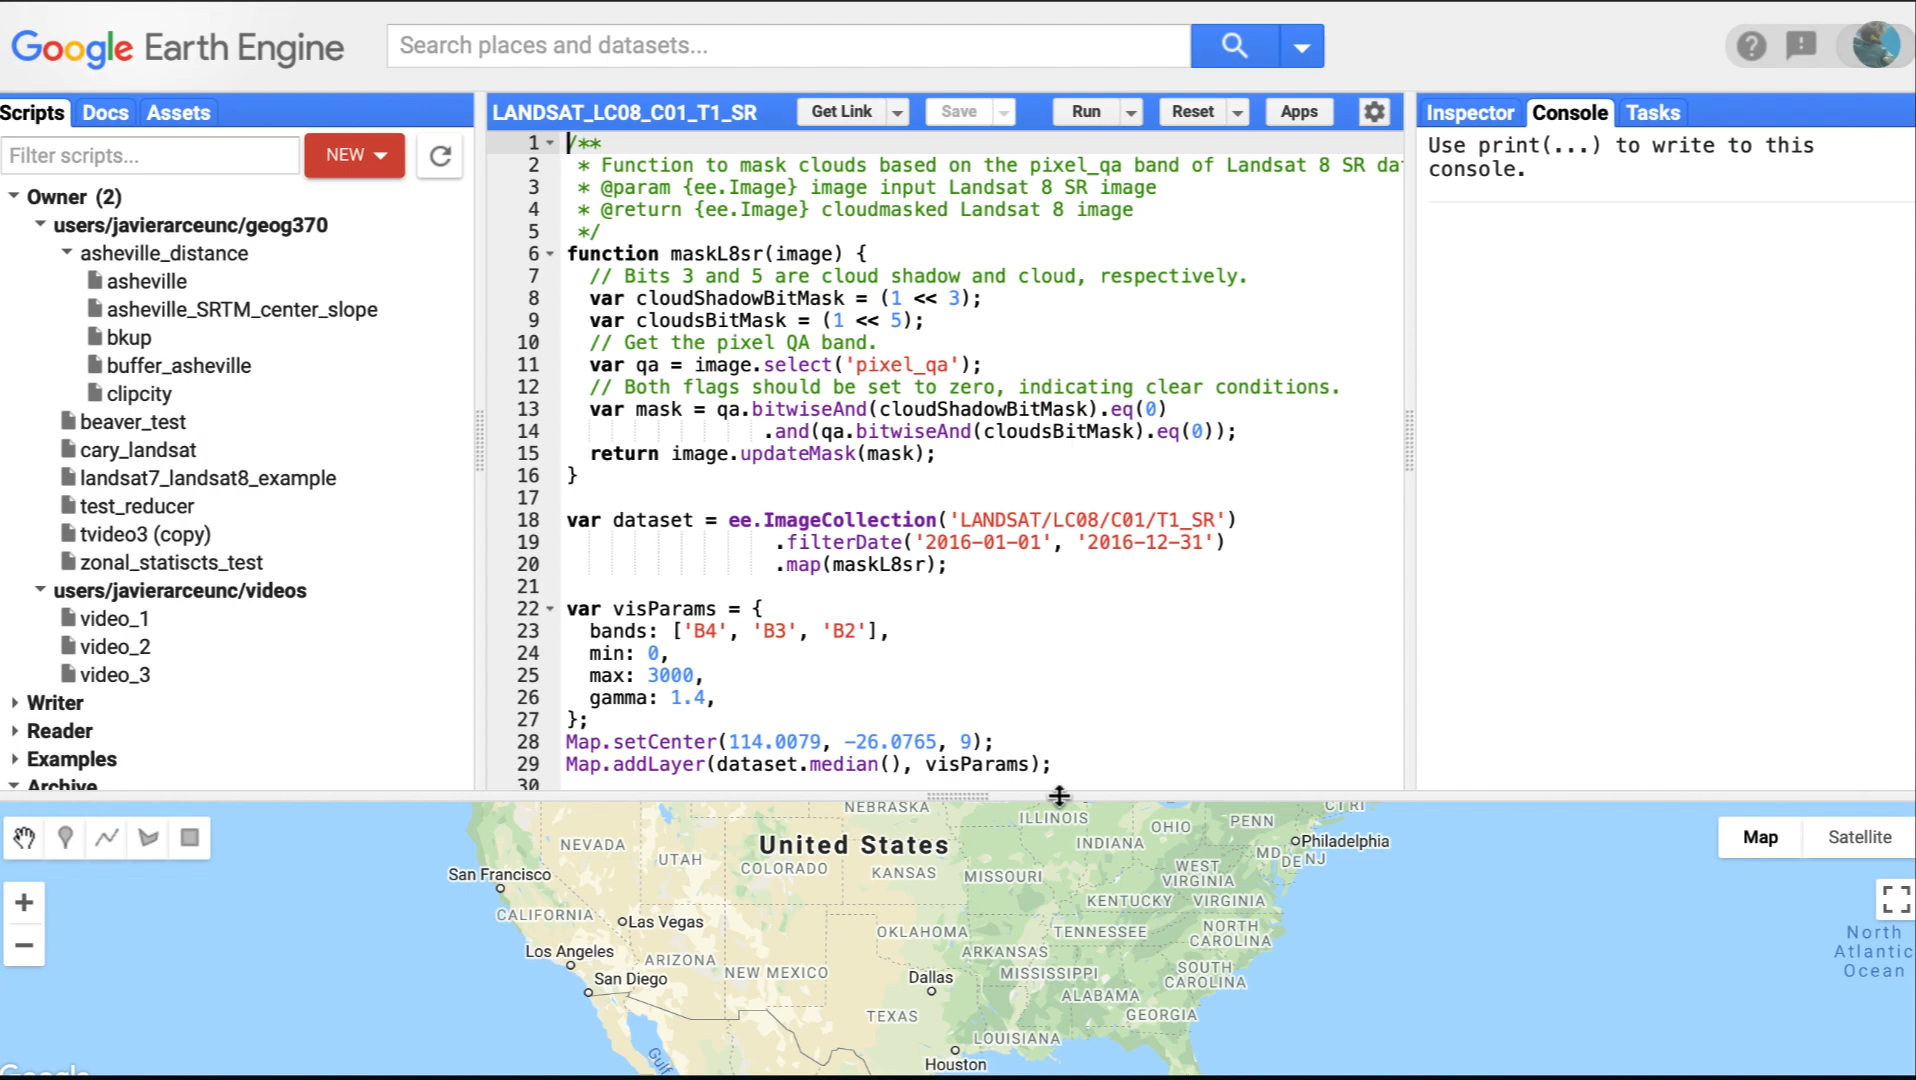 Google Earth Engine
Search places and datasets...
Scripts Docs Assets
Filter scripts...
NEW
Owner (2)
users/javierarceunc/geog370
asheville_distance
asheville
asheville_SRTM_center_slope
bkup
buffer_asheville
clipcity
beaver_test
cary_landsat
landsat7_landsat8_example
test_reducer
tvideo3 (copy)
zonal_statiscts_test
users/javierarceunc/videos
video_1
video_2
video_3
Writer
Reader
Examples
Archive
LANDSAT_LC08_C01_T1_SR
Get Link Save Run Reset Apps
1 /**
2 * Function to mask clouds based on the pixel_qa band of Landsat 8 SR da
3 * @param {ee.Image} image input Landsat 8 SR image
4 * @return {ee.Image} cloudmasked Landsat 8 image
5 */
6 function maskL8sr(image) {
7 // Bits 3 and 5 are cloud shadow and cloud, respectively.
8 var cloudShadowBitMask = (1 << 3);
9 var cloudsBitMask = (1 << 5);
10 // Get the pixel QA band.
11 var qa = image.select('pixel_qa');
12 // Both flags should be set to zero, indicating clear conditions.
13 var mask = qa.bitwiseAnd(cloudShadowBitMask).eq(0)
14 .and(qa.bitwiseAnd(cloudsBitMask).eq(0));
15 return image.updateMask(mask);
16 }
17
18 var dataset = ee.ImageCollection('LANDSAT/LC08/C01/T1_SR')
19 .filterDate('2016-01-01', '2016-12-31')
20 .map(maskL8sr);
21
22 var visParams = {
23 bands: ['B4', 'B3', 'B2'],
24 min: 0,
25 max: 3000,
26 gamma: 1.4,
27 };
28 Map.setCenter(114.0079, -26.0765, 9);
29 Map.addLayer(dataset.median(), visParams);
30
Inspector Console Tasks
Use print(...) to write to this
console.
Map Satellite
NEBRASKA
ILLINOIS
CT RI
OHIO
PENN
NEVADA
United States
INDIANA
Philadelphia
UTAH
COLORADO
KANSAS
MISSOURI
WEST
VIRGINIA
MD
DE NJ
San Francisco
KENTUCKY
VIRGINIA
CALIFORNIA
Las Vegas
OKLAHOMA
TENNESSEE
NORTH
CAROLINA
North
Atlantic
Ocean
Los Angeles
ARIZONA
NEW MEXICO
ARKANSAS
San Diego
Dallas
MISSISSIPPI
SOUTH
CAROLINA
ALABAMA
TEXAS
GEORGIA
LOUISIANA
Gulf
Houston
Google